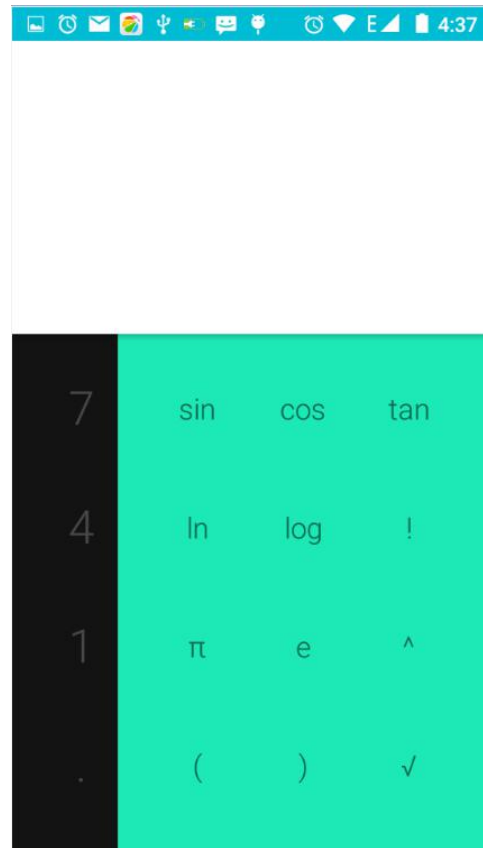 E 4:37
7 sin cos tan
4 ln log !
1 π e ^
. ( ) √